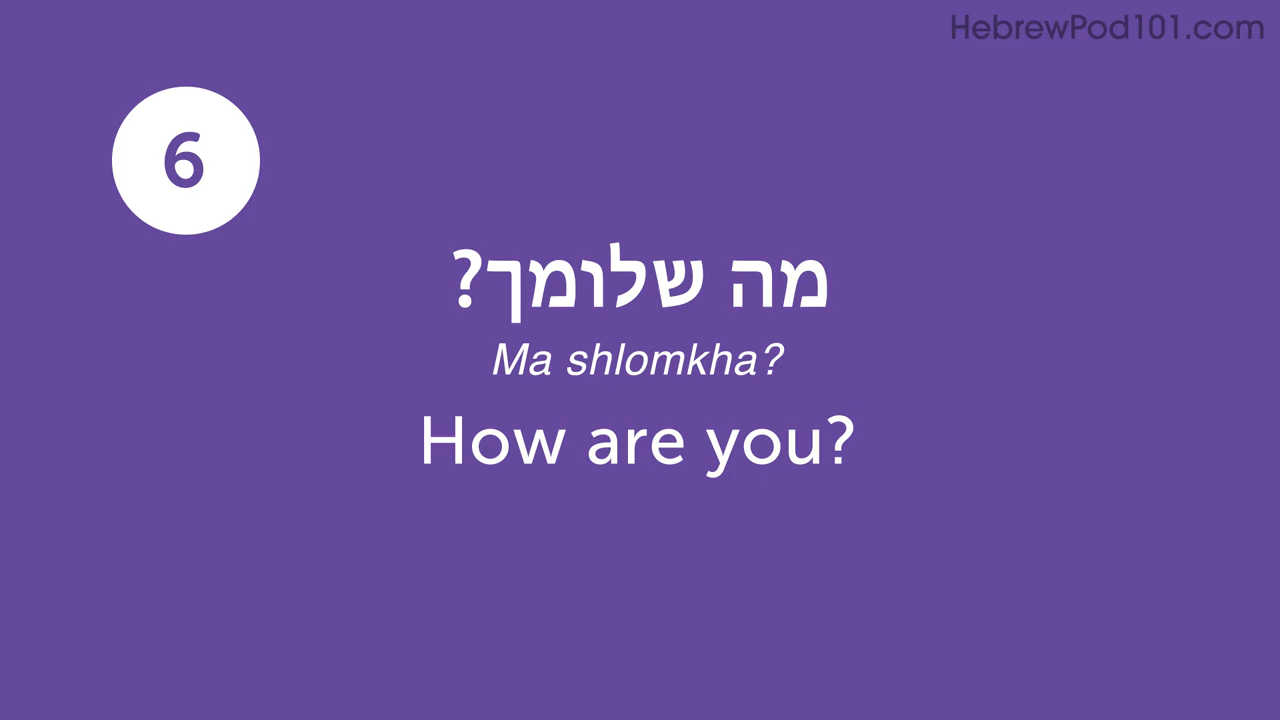 HebrewPod101.com
6
מה שלומך?
Ma shlomkha?
How are you?